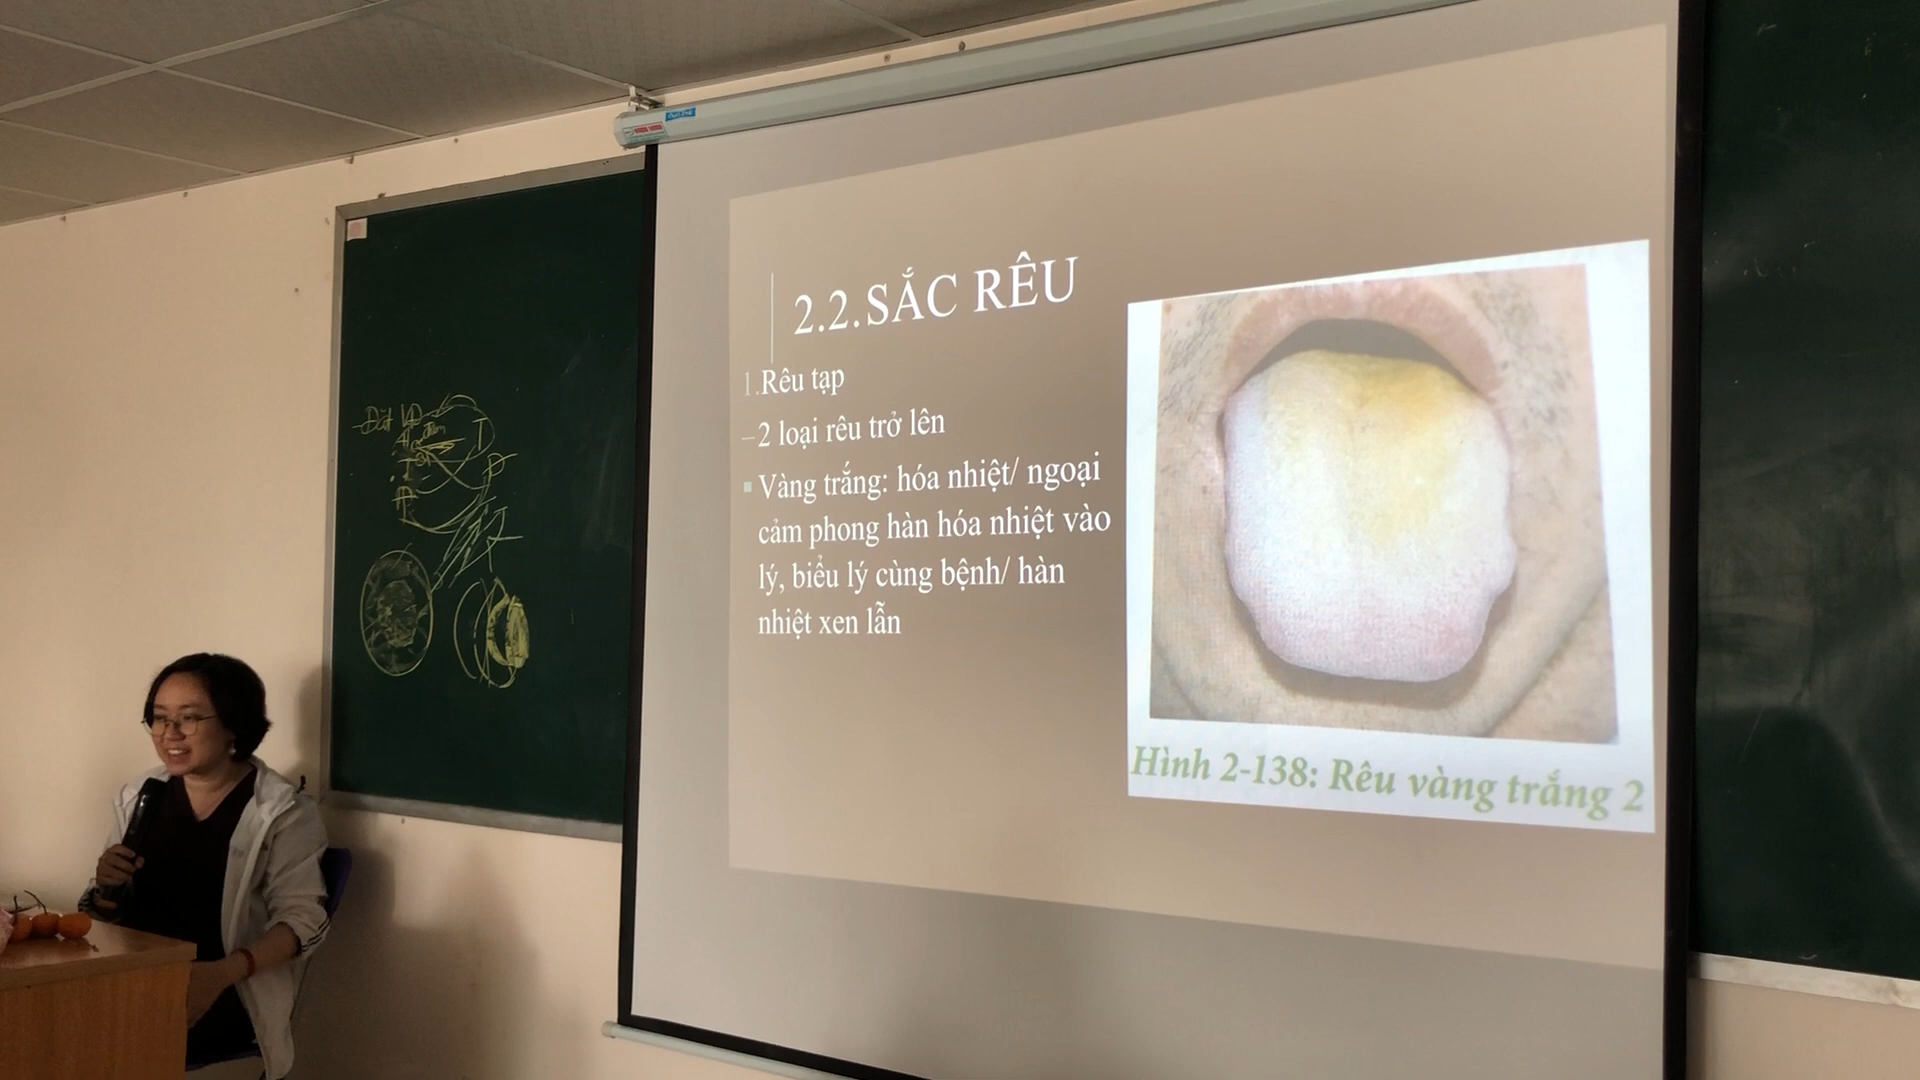 2.2.SẮC RÊU
1.Rêu tạp
–2 loại rêu trở lên
▪ Vàng trắng: hóa nhiệt/ ngoại
cảm phong hàn hóa nhiệt vào
lý, biểu lý cùng bệnh/ hàn
nhiệt xen lẫn
Hình 2-138: Rêu vàng trắng 2
Đất